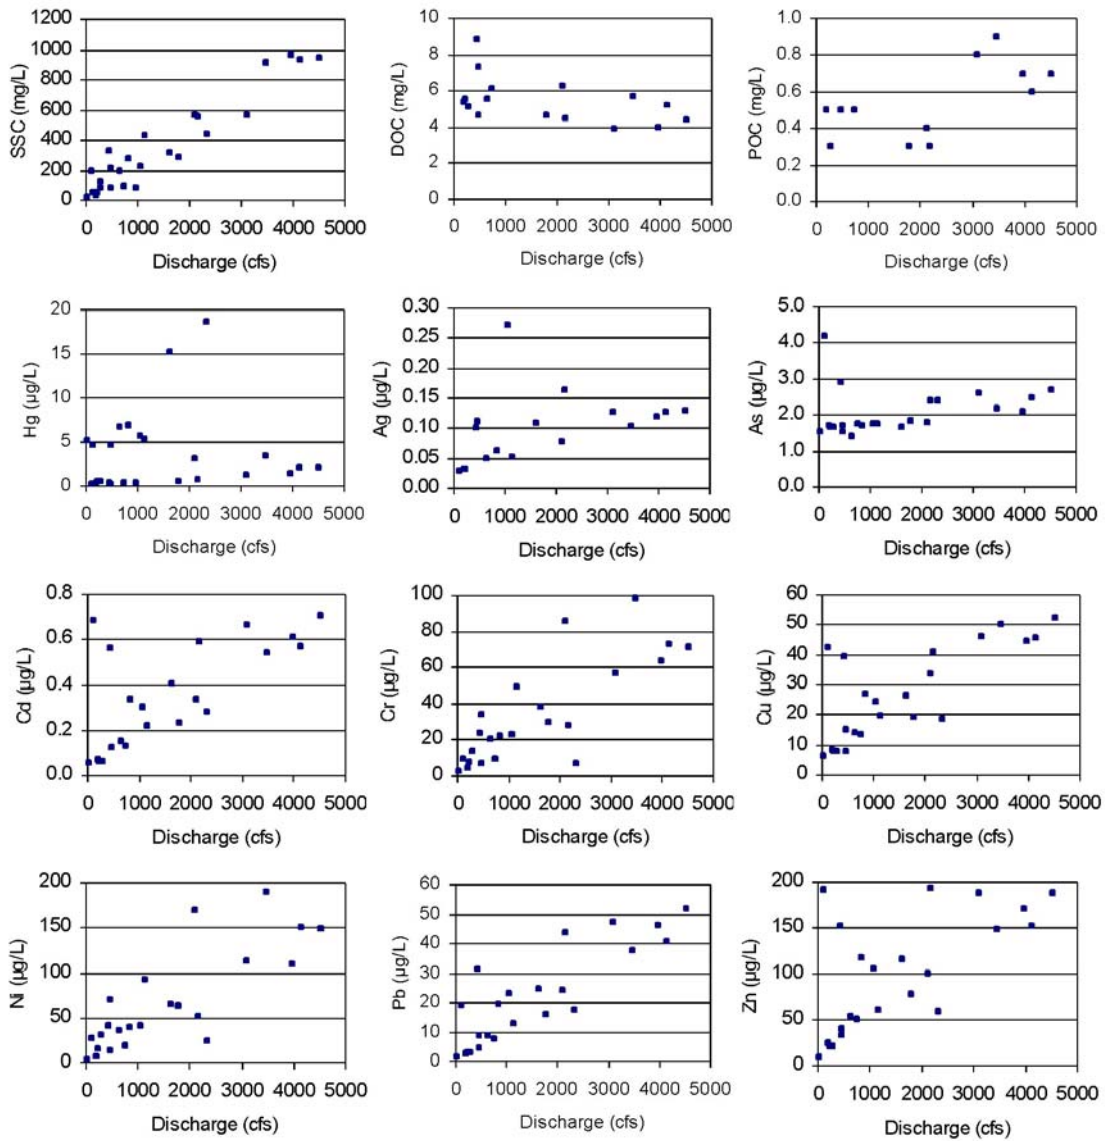 1200
1000
800
600
400
200
0
SSC (mg/L)
0 1000 2000 3000 4000 5000
Discharge (cfs)
10
8
6
4
2
0
DOC (mg/L)
0 1000 2000 3000 4000 5000
Discharge (cfs)
1.0
0.8
0.6
0.4
0.2
0.0
POC (mg/L)
0 1000 2000 3000 4000 5000
Discharge (cfs)
20
15
10
5
0
Hg (µg/L)
0 1000 2000 3000 4000 5000
Discharge (cfs)
0.30
0.25
0.20
0.15
0.10
0.05
0.00
Ag (µg/L)
0 1000 2000 3000 4000 5000
Discharge (cfs)
5.0
4.0
3.0
2.0
1.0
0.0
As (µg/L)
0 1000 2000 3000 4000 5000
Discharge (cfs)
0.8
0.6
0.4
0.2
0.0
Cd (µg/L)
0 1000 2000 3000 4000 5000
Discharge (cfs)
100
80
60
40
20
0
Cr (µg/L)
0 1000 2000 3000 4000 5000
Discharge (cfs)
60
50
40
30
20
10
0
Cu (µg/L)
0 1000 2000 3000 4000 5000
Discharge (cfs)
200
150
100
50
0
Ni (µg/L)
0 1000 2000 3000 4000 5000
Discharge (cfs)
60
50
40
30
20
10
0
Pb (µg/L)
0 1000 2000 3000 4000 5000
Discharge (cfs)
200
150
100
50
0
Zn (µg/L)
0 1000 2000 3000 4000 5000
Discharge (cfs)